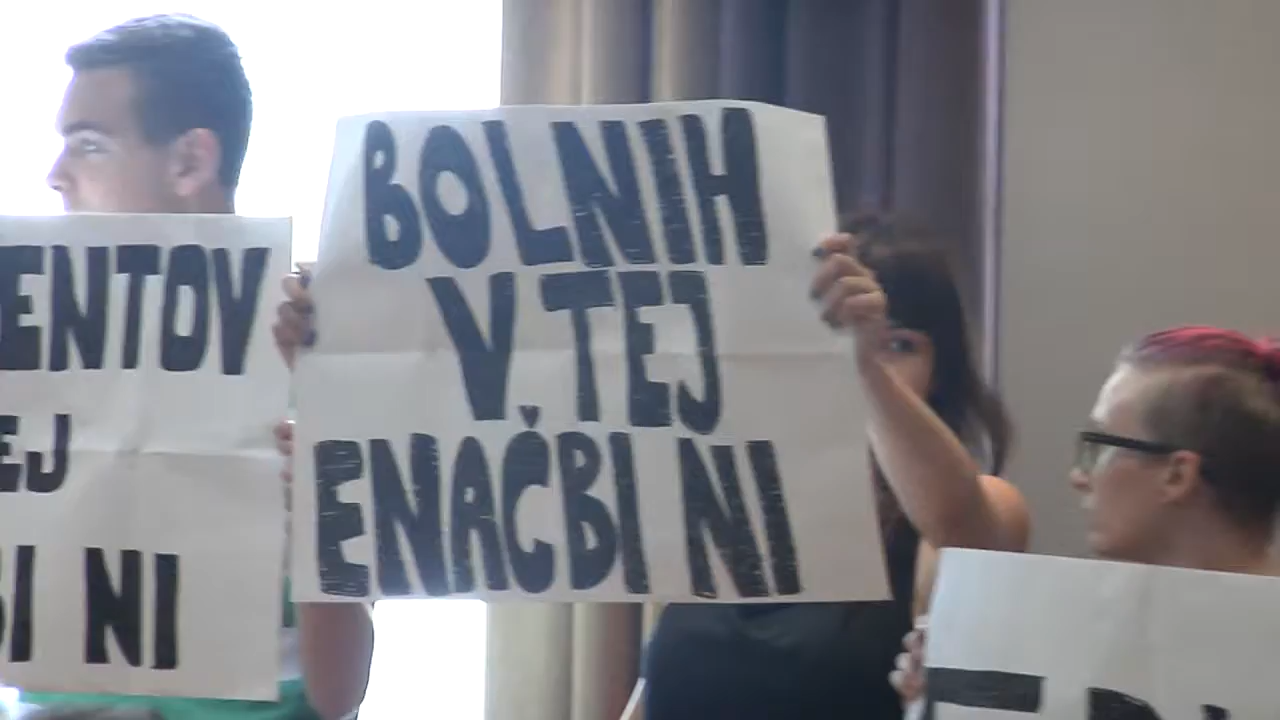 BOLNIH
V TEJ
ENAČBI NI
ENTOV
EJ
BI NI